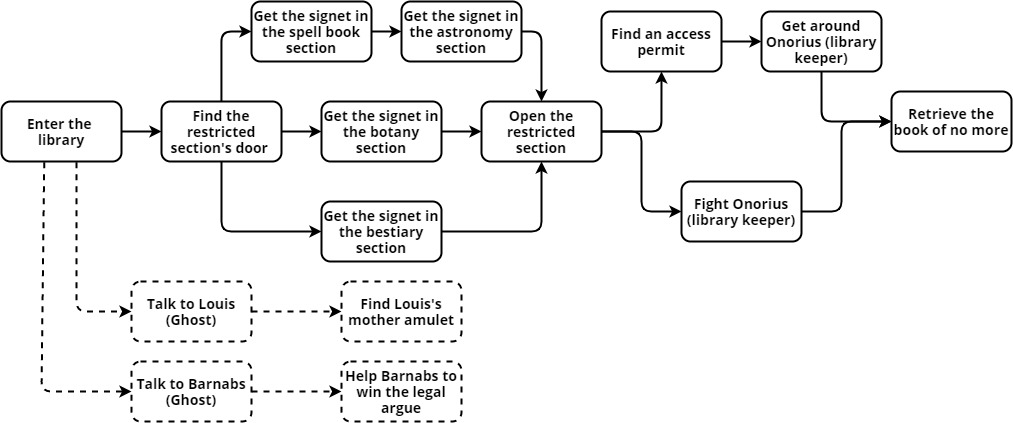 Enter the
library
Find the
restricted
section's door
Get the signet in
the spell book
section
Get the signet in
the astronomy
section
Get the signet in
the botany
section
Get the signet in
the bestiary
section
Open the
restricted
section
Find an access
permit
Get around
Onorius (library
keeper)
Fight Onorius
(library keeper)
Retrieve the
book of no more
Talk to Louis
(Ghost)
Find Louis's
mother amulet
Talk to Barnabs
(Ghost)
Help Barnabs to
win the legal
argue